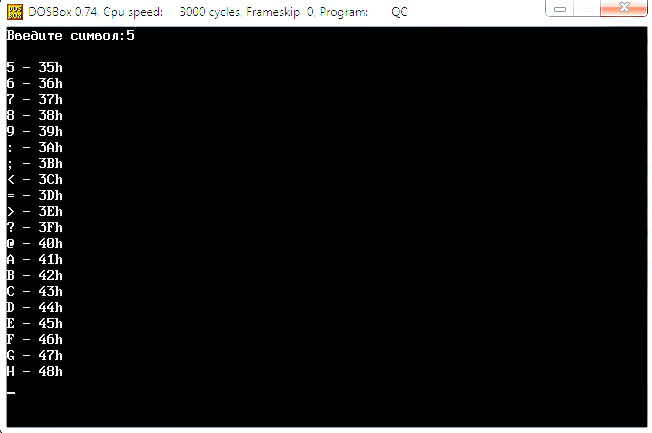 DOS
BOX
DOSBox 0.74, Cpu speed: 3000 cycles, Frameskip 0, Program: QC
Введите символ:5
5 - 35h
6 - 36h
7 - 37h
8 - 38h
9 - 39h
: - 3Ah
; - 3Bh
< - 3Ch
= - 3Dh
> - 3Eh
? - 3Fh
@ - 40h
A - 41h
B - 42h
C - 43h
D - 44h
E - 45h
F - 46h
G - 47h
H - 48h
_